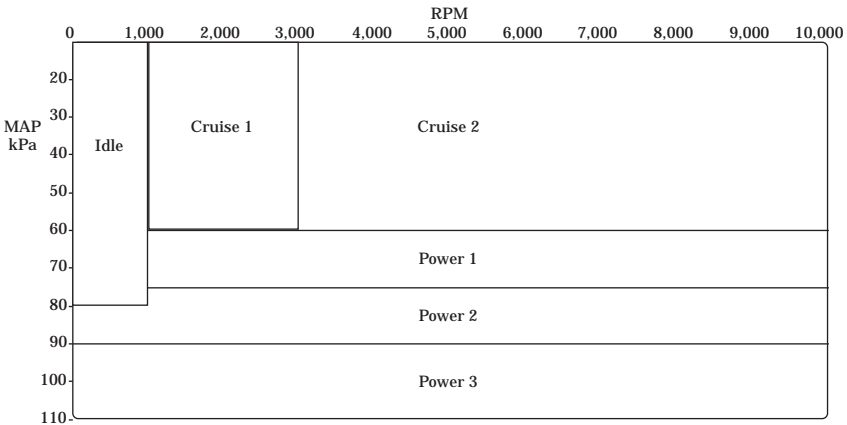 RPM
0 1,000 2,000 3,000 4,000 5,000 6,000 7,000 8,000 9,000 10,000
20
30
MAP
kPa
40
50
60
70
80
90
100
110
Idle
Cruise 1
Cruise 2
Power 1
Power 2
Power 3